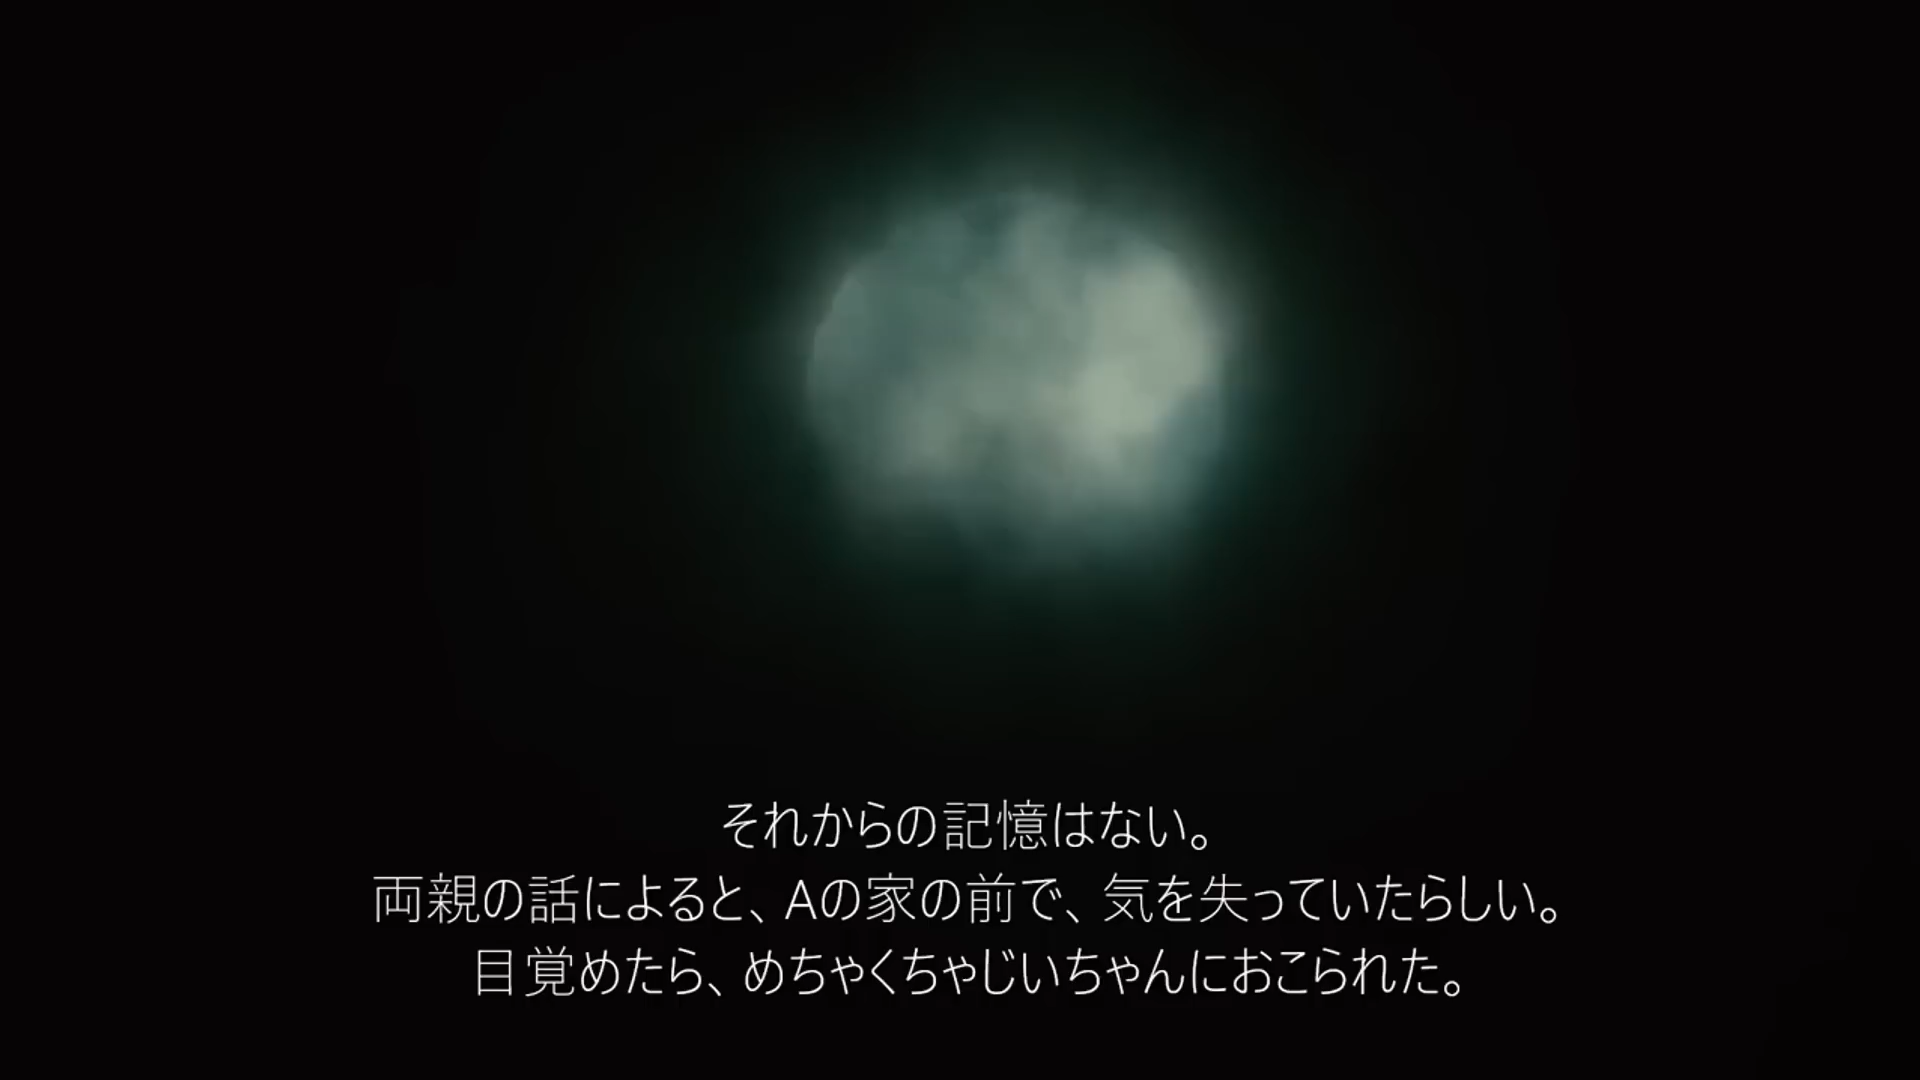 それからの記憶はない。
両親の話によると、Aの家の前で、気を失っていたらしい。
目覚めたら、めちゃくちゃじいちゃんにおこられた。